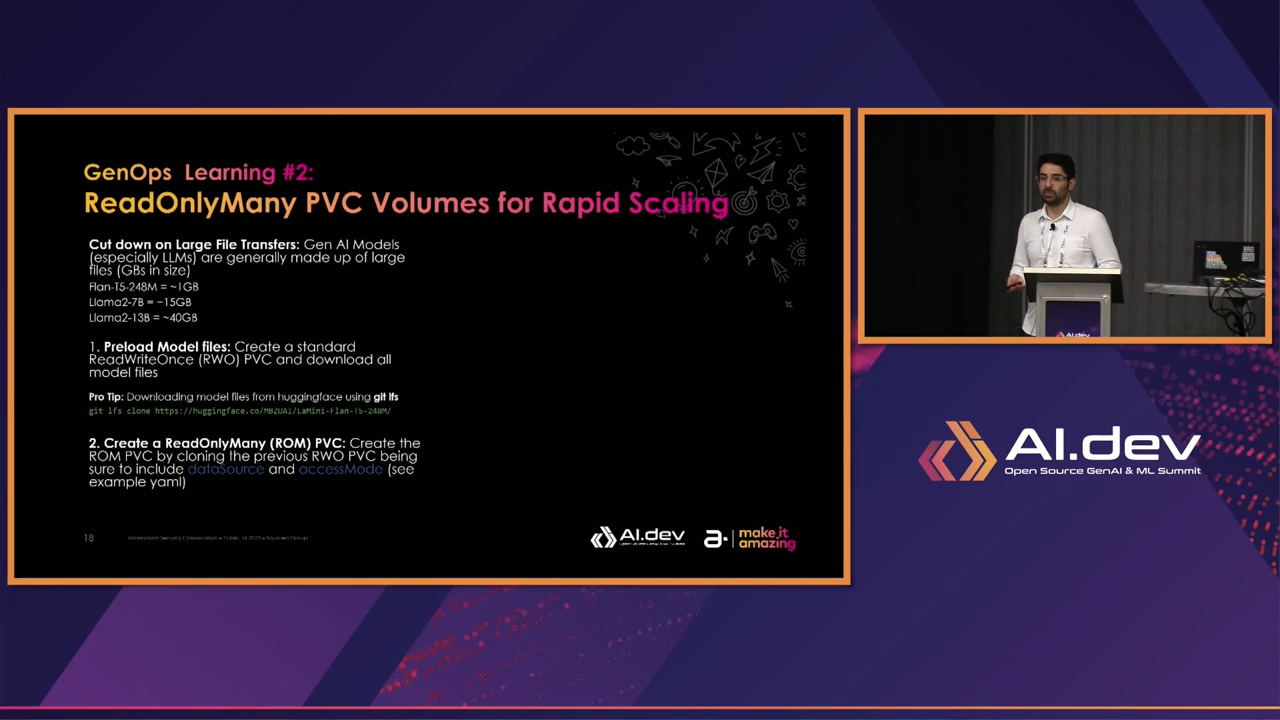 GenOps Learning #2:
ReadOnlyMany PVC Volumes for Rapid Scaling
Cut down on Large File Transfers: Gen AI Models
(especially LLMs) are generally made up of large
files (GBs in size)
Flan-T5-248M = ~1GB
Llama2-7B = ~15GB
Llama2-13B = ~40GB
1. Preload Model files: Create a standard
ReadWriteOnce (RWO) PVC and download all
model files
Pro Tip: Downloading model files from huggingface using git lfs
git lfs clone https://huggingface.co/MBZUAI/LaMini-Flan-T5-248M/
2. Create a ReadOnlyMany (ROM) PVC: Create the
ROM PVC by cloning the previous RWO PVC being
sure to include dataSource and accessMode (see
example yaml)
18
AI.dev
a
make it
amazing
AI.dev
AI.dev
Open Source GenAI & ML Summit